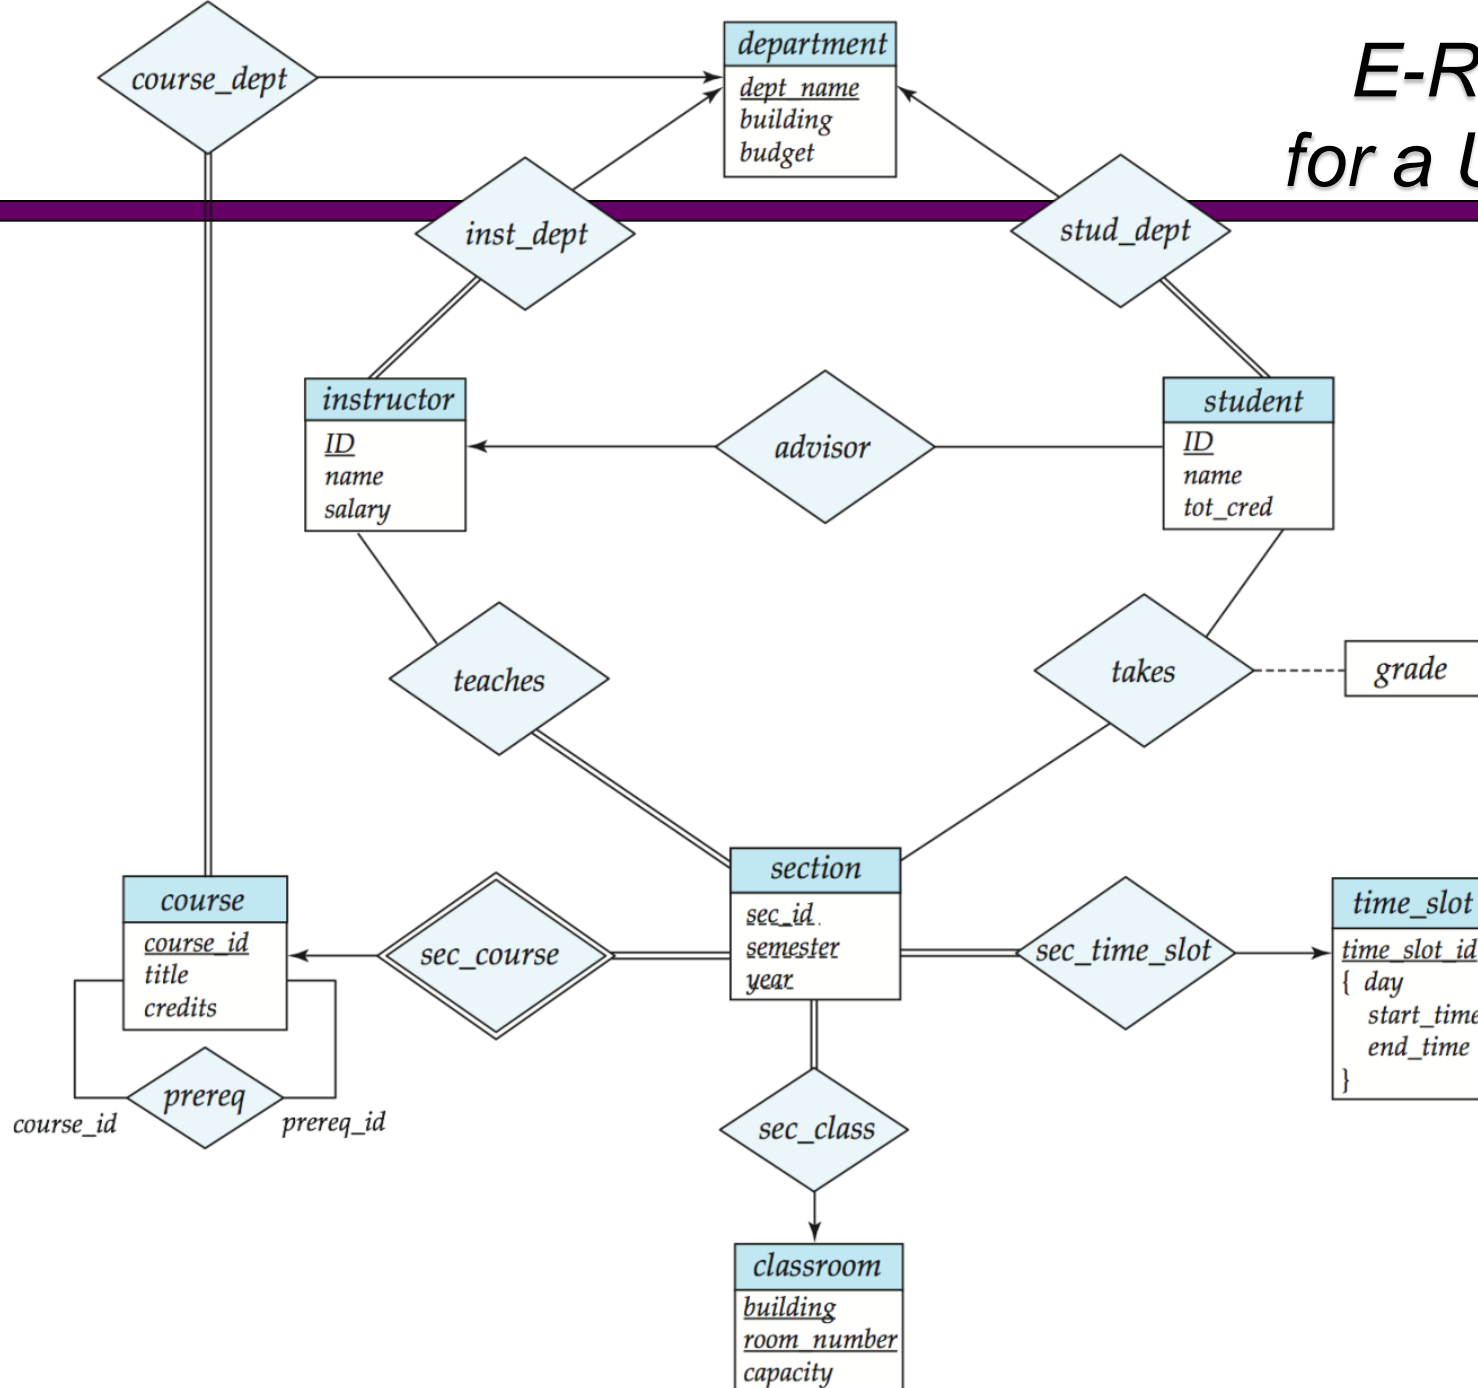 E-R
for a U
course_dept
department
dept_name
building
budget
inst_dept
stud_dept
instructor
ID
name
salary
advisor
student
ID
name
tot_cred
teaches
takes
grade
course
course_id
title
credits
sec_course
section
sec_id
semester
year
sec_time_slot
time_slot
time_slot_id
{ day
start_time
end_time
}
prereq
course_id
prereq_id
sec_class
classroom
building
room_number
capacity